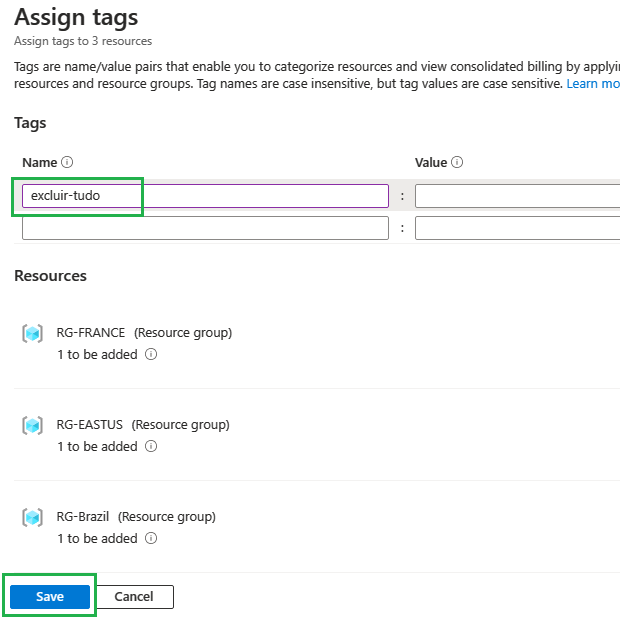 Assign tags
Assign tags to 3 resources
Tags are name/value pairs that enable you to categorize resources and view consolidated billing by applyi
resources and resource groups. Tag names are case insensitive, but tag values are case sensitive. Learn mo
Tags
Name Value
excluir-tudo :
:
Resources
RG-FRANCE (Resource group)
1 to be added
RG-EASTUS (Resource group)
1 to be added
RG-Brazil (Resource group)
1 to be added
Save Cancel